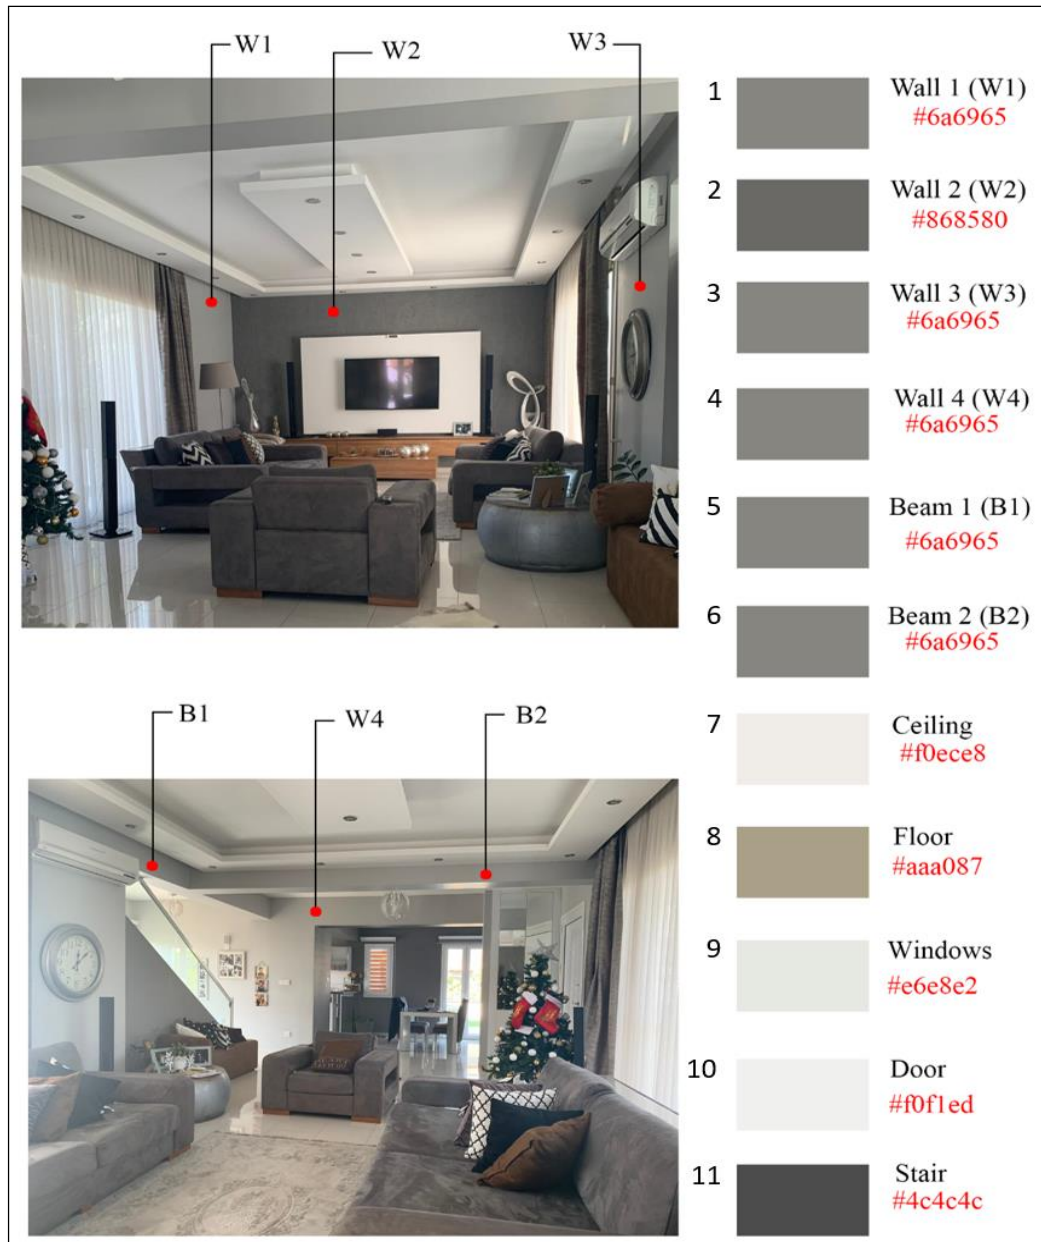 W1
W2
W3
1
Wall 1 (W1)
#6a6965
2
Wall 2 (W2)
#868580
3
Wall 3 (W3)
#6a6965
4
Wall 4 (W4)
#6a6965
5
Beam 1 (B1)
#6a6965
6
Beam 2 (B2)
#6a6965
B1
W4
B2
7
Ceiling
#f0ece8
8
Floor
#aaa087
9
Windows
#e6e8e2
10
Door
#f0f1ed
11
Stair
#4c4c4c